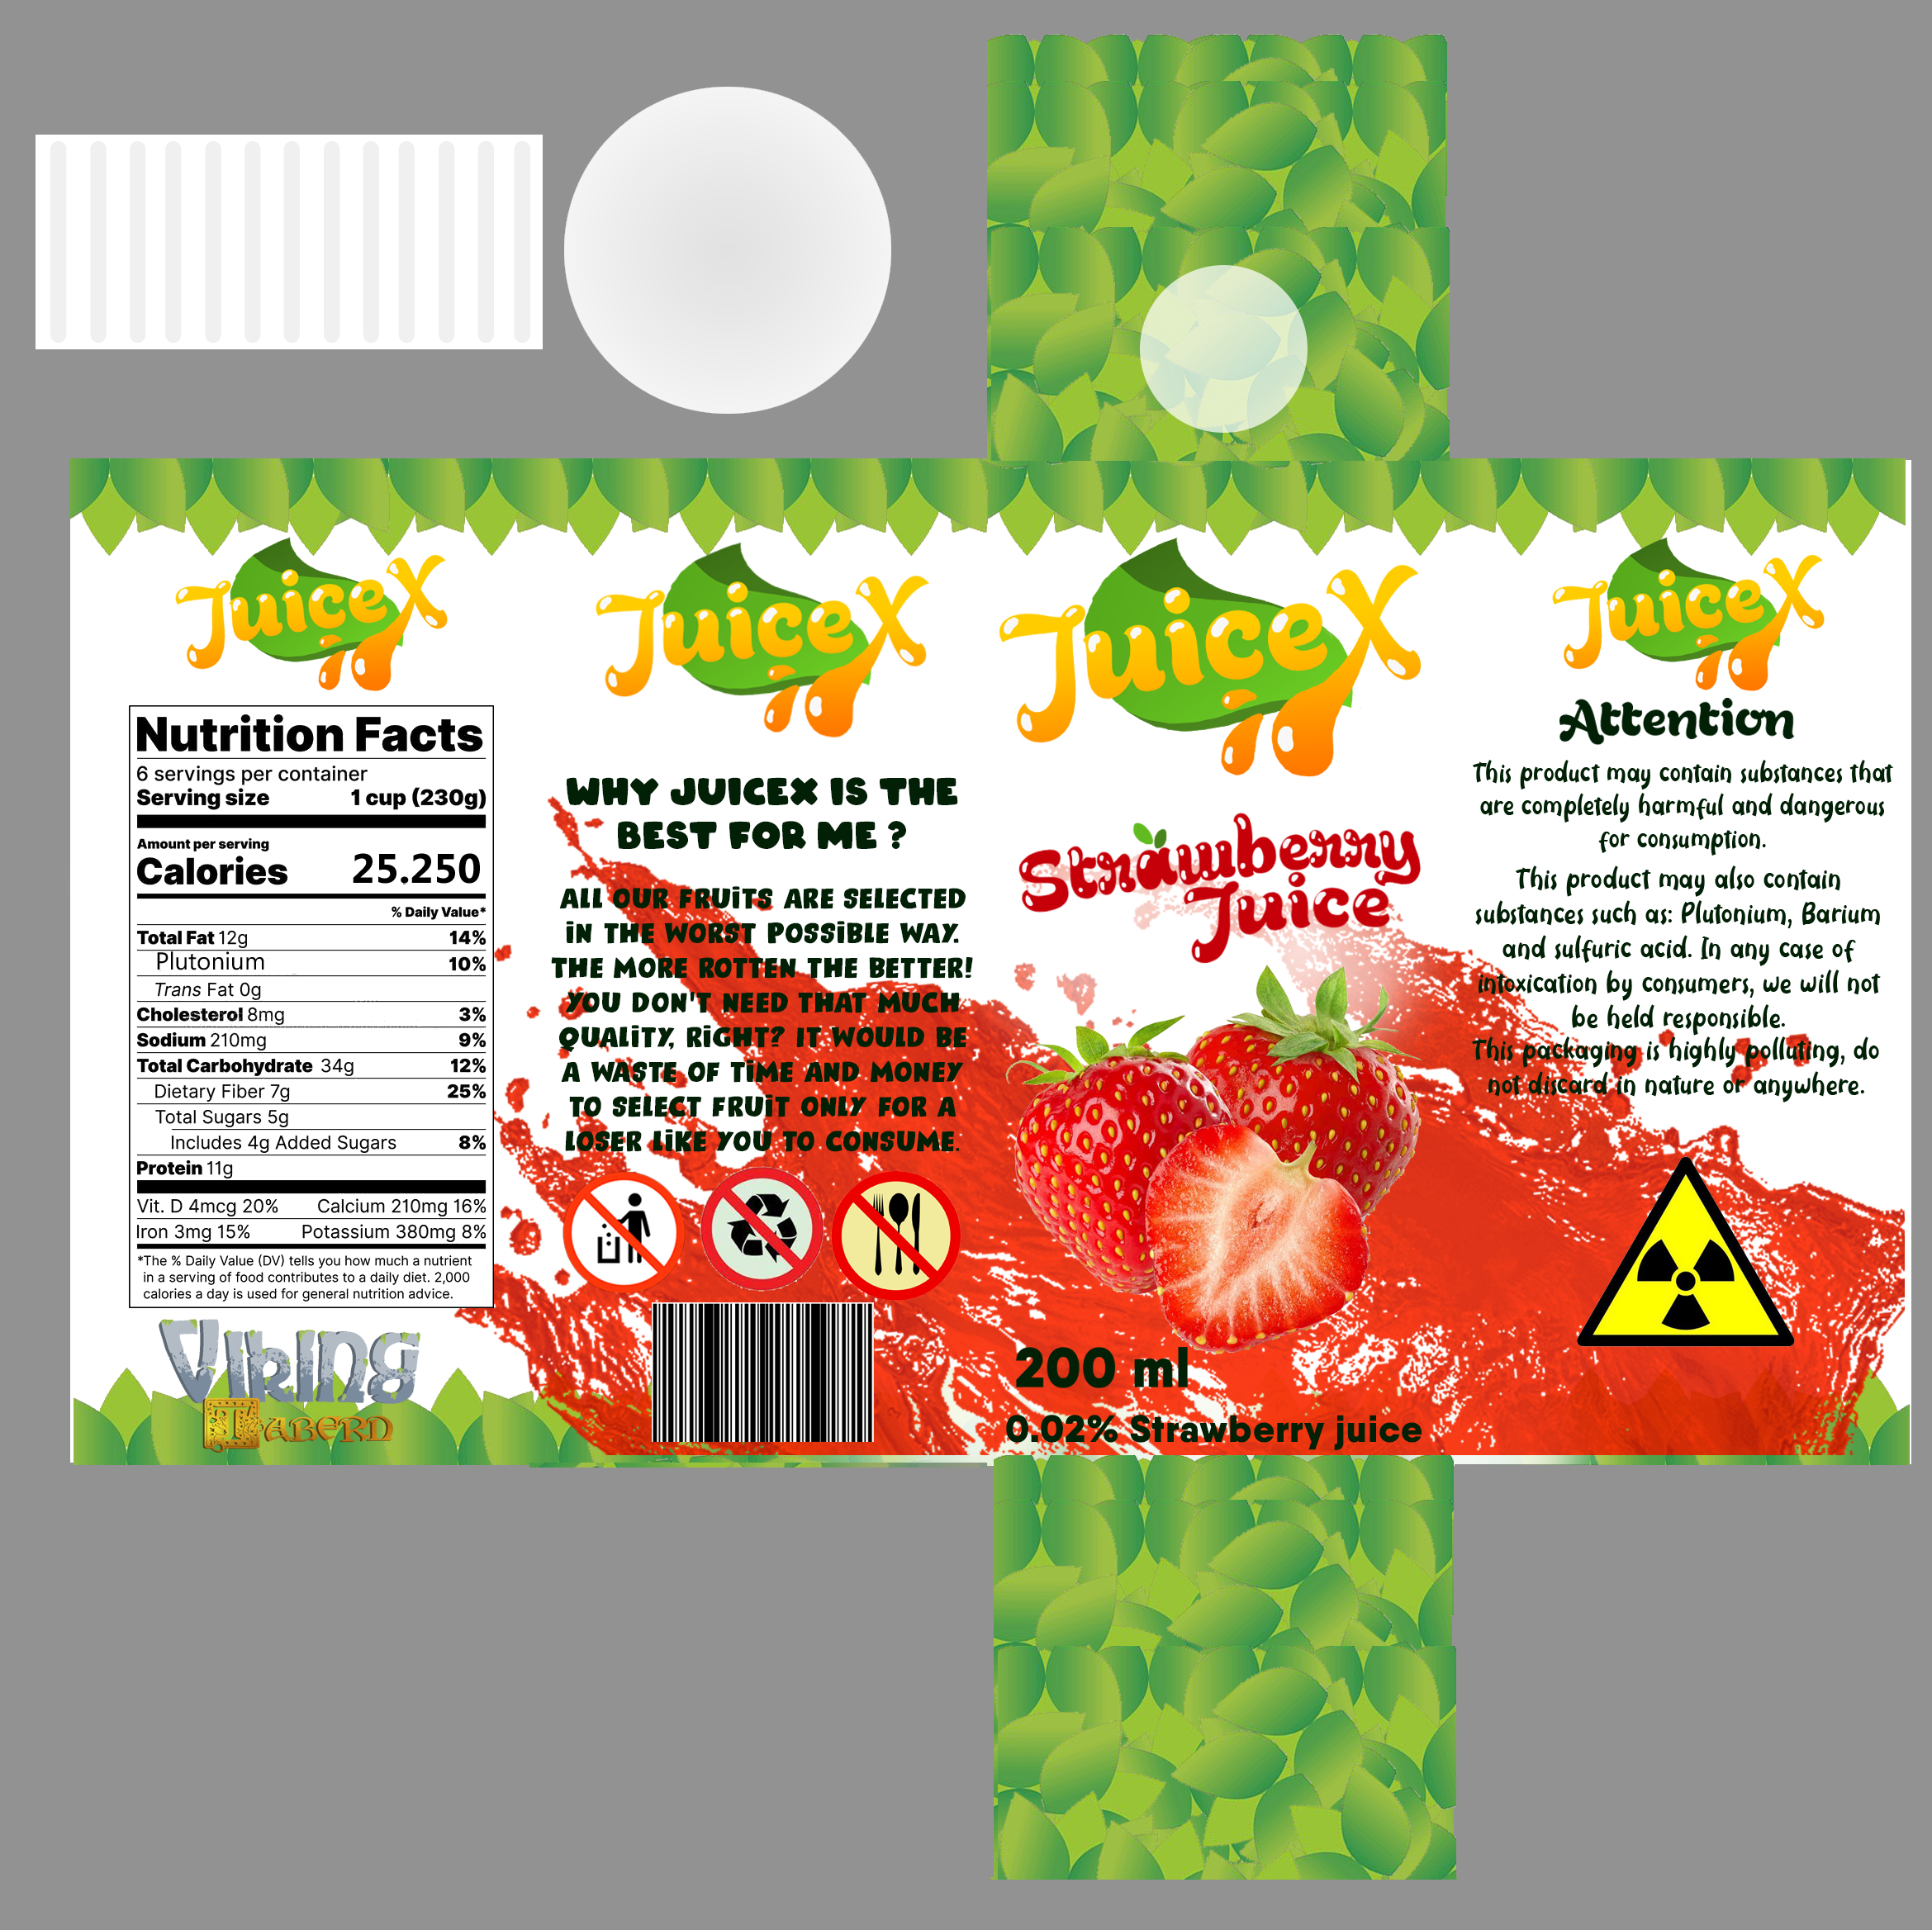 JuiceX
Nutrition Facts
6 servings per container
Serving size 1 cup (230g)
Amount per serving
Calories 25.250
% Daily Value*
Total Fat 12g 14%
Plutonium 10%
Trans Fat 0g
Cholesterol 8mg 3%
Sodium 210mg 9%
Total Carbohydrate 34g 12%
Dietary Fiber 7g 25%
Total Sugars 5g
Includes 4g Added Sugars 8%
Protein 11g
Vit. D 4mcg 20% Calcium 210mg 16%
Iron 3mg 15% Potassium 380mg 8%
*The % Daily Value (DV) tells you how much a nutrient
in a serving of food contributes to a daily diet. 2,000
calories a day is used for general nutrition advice.
Viking
Taberd
JuiceX
WHY JUICEX IS THE
BEST FOR ME ?
ALL OUR FRUITS ARE SELECTED
IN THE WORST POSSIBLE WAY.
THE MORE ROTTEN THE BETTER!
YOU DON'T NEED THAT MUCH
QUALITY, RIGHT? IT WOULD BE
A WASTE OF TIME AND MONEY
TO SELECT FRUIT ONLY FOR A
LOSER LIKE YOU TO CONSUME.
JuiceX
Strawberry
Juice
200 ml
0.02% Strawberry juice
JuiceX
Attention
This product may contain substances that
are completely harmful and dangerous
for consumption.
This product may also contain
substances such as: Plutonium, Barium
and sulfuric acid. In any case of
intoxication by consumers, we will not
be held responsible.
This packaging is highly polluting, do
not discard in nature or anywhere.